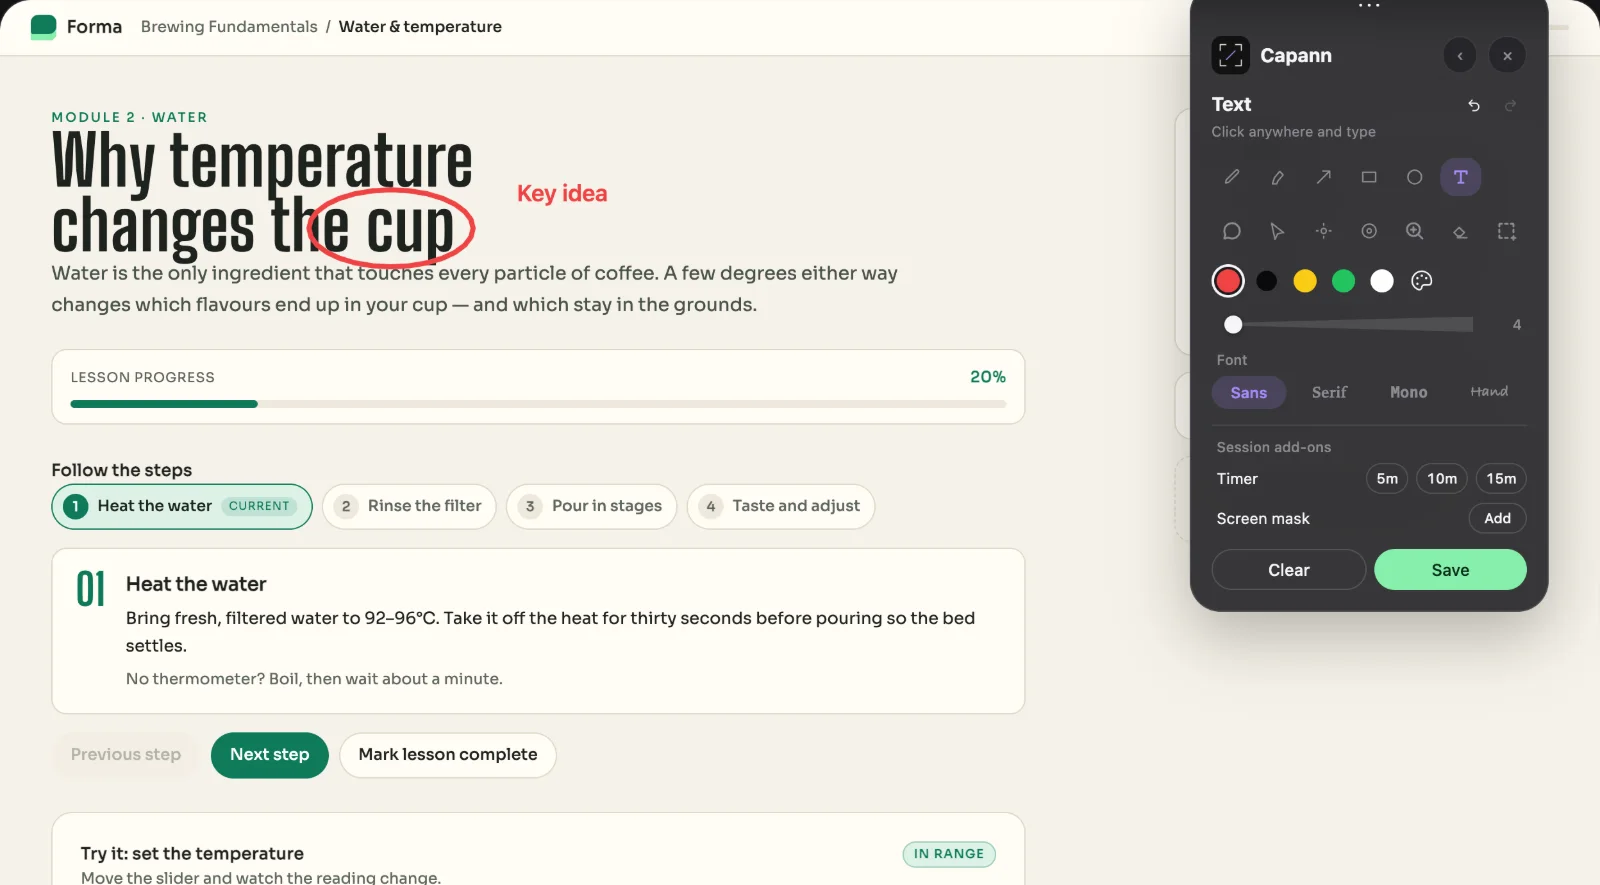 Forma
Brewing Fundamentals / Water & temperature
MODULE 2 · WATER
Why temperature
changes the cup
Key idea
Water is the only ingredient that touches every particle of coffee. A few degrees either way
changes which flavours end up in your cup — and which stay in the grounds.
LESSON PROGRESS
20%
Follow the steps
1 Heat the water CURRENT
2 Rinse the filter
3 Pour in stages
4 Taste and adjust
01
Heat the water
Bring fresh, filtered water to 92–96°C. Take it off the heat for thirty seconds before pouring so the bed
settles.
No thermometer? Boil, then wait about a minute.
Previous step
Next step
Mark lesson complete
Try it: set the temperature
IN RANGE
Move the slider and watch the reading change.
Capann
Text
Click anywhere and type
T
4
Font
Sans
Serif
Mono
Hand
Session add-ons
Timer
5m
10m
15m
Screen mask
Add
Clear
Save